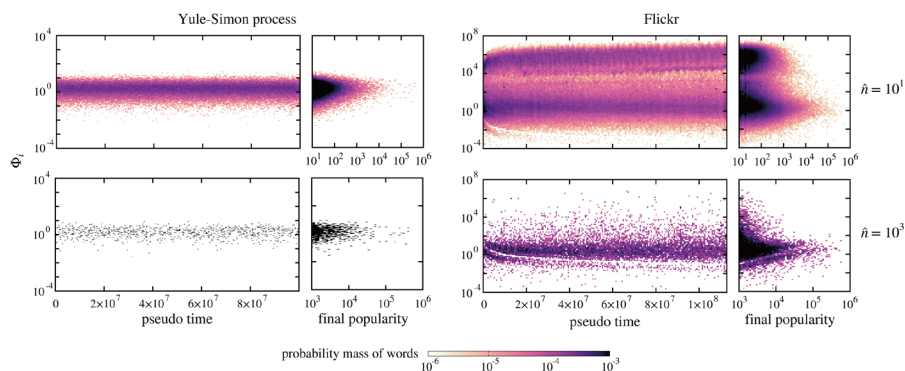 Yule-Simon process
Flickr
10^4
10^0
10^-4
10^1 10^2 10^3 10^4 10^5 10^6
10^8
10^4
10^0
10^-4
10^1 10^2 10^3 10^4 10^5 10^6
n̂ = 10^1
Φ_i
10^4
10^0
10^-4
0 2×10^7 4×10^7 6×10^7 8×10^7
pseudo time
10^3 10^4 10^5 10^6
final popularity
10^8
10^4
10^0
10^-4
0 2×10^7 4×10^7 6×10^7 8×10^7 1×10^8
pseudo time
10^3 10^4 10^5 10^6
final popularity
n̂ = 10^3
probability mass of words
10^-6 10^-5 10^-4 10^-3